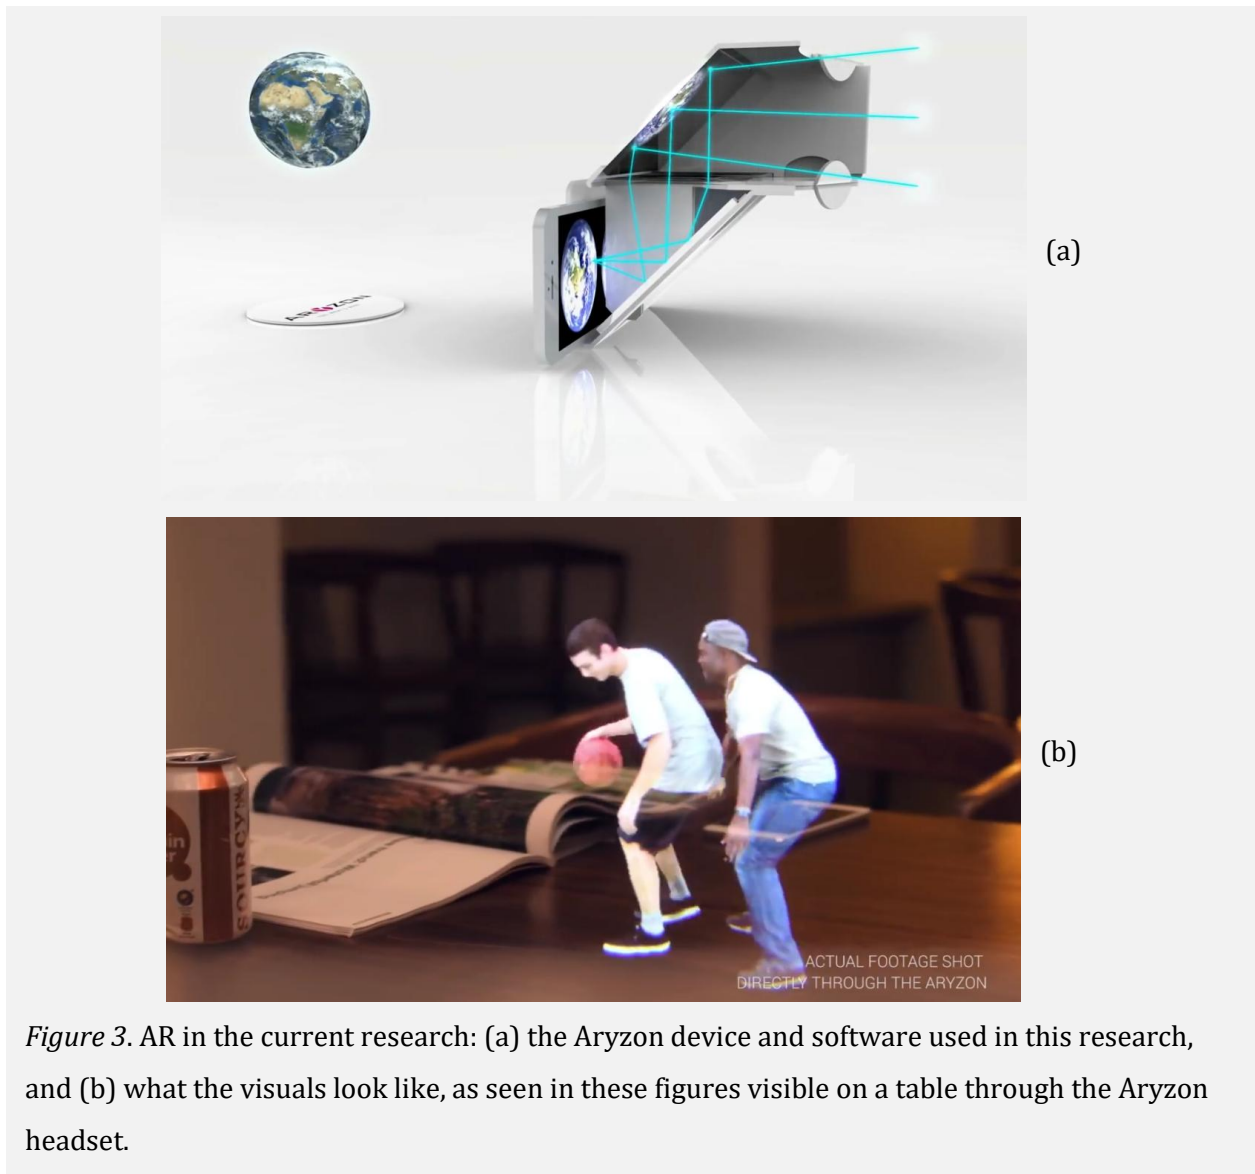 ARYZON
(a)
SOURCY
(b)
ACTUAL FOOTAGE SHOT
DIRECTLY THROUGH THE ARYZON
Figure 3. AR in the current research: (a) the Aryzon device and software used in this research,
and (b) what the visuals look like, as seen in these figures visible on a table through the Aryzon
headset.